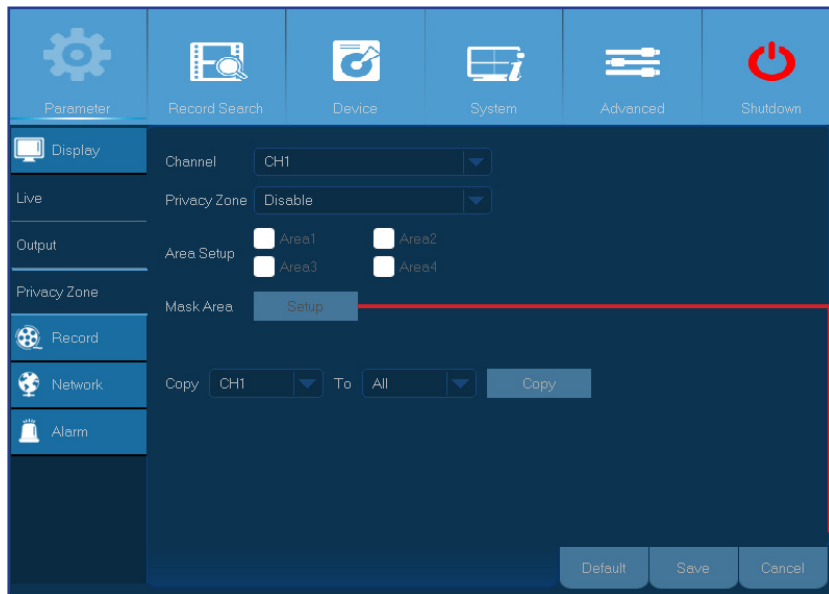 Parameter Record Search Device System Advanced Shutdown
Display
Live
Output
Privacy Zone
Record
Network
Alarm
Channel CH1
Privacy Zone Disable
Area Setup Area1 Area2
Area3 Area4
Mask Area Setup
Copy CH1 To All Copy
Default Save Cancel